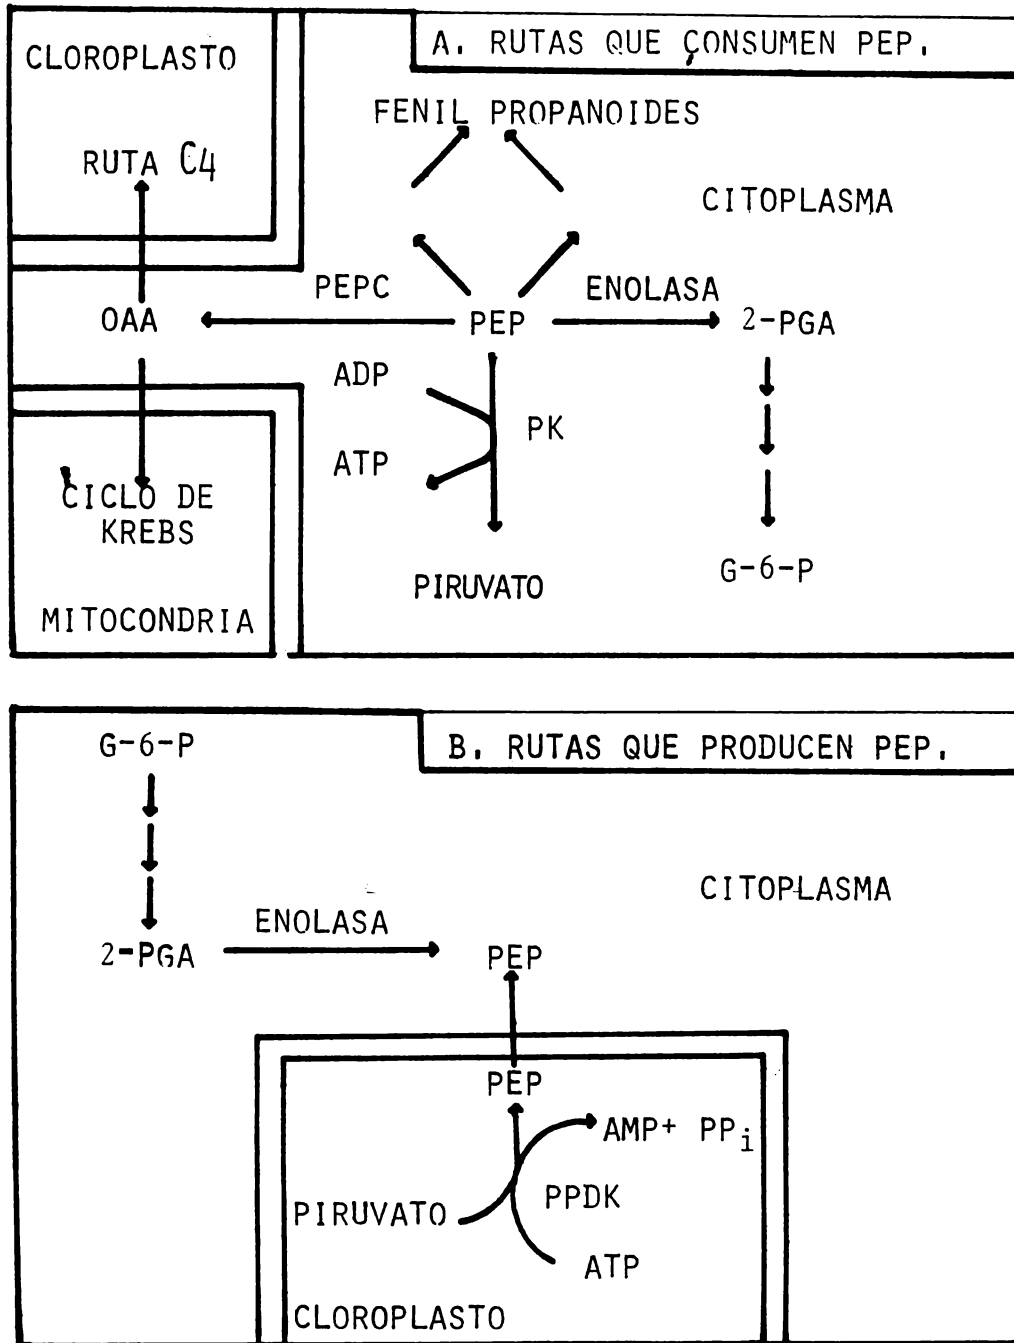 A. RUTAS QUE CONSUMEN PEP.
CLOROPLASTO
FENIL PROPANOIDES
RUTA C4
CITOPLASMA
PEPC
ENOLASA
OAA
PEP
2-PGA
ADP
PK
ATP
CICLO DE
KREBS
G-6-P
PIRUVATO
MITOCONDRIA
B. RUTAS QUE PRODUCEN PEP.
G-6-P
CITOPLASMA
ENOLASA
2-PGA
PEP
PEP
AMP+ PPi
PPDK
PIRUVATO
ATP
CLOROPLASTO